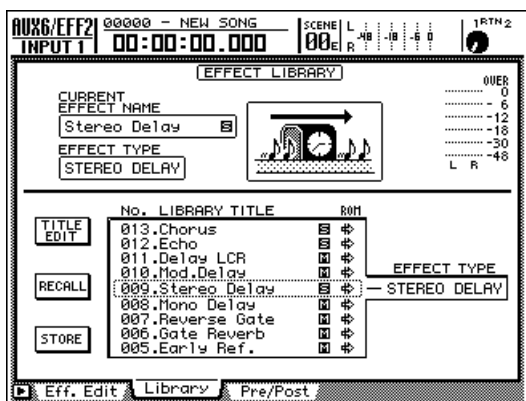 AUX6/EFF2 00000 - NEW SONG SCENE L -48 -18 -6 0 1 RTN 2
INPUT 1 00:00:00.000 00E R
EFFECT LIBRARY
CURRENT
EFFECT NAME
Stereo Delay S
EFFECT TYPE
STEREO DELAY
OVER
0
- 6
-12
-18
-30
-48
L R
No. LIBRARY TITLE ROM
TITLE
EDIT
RECALL
STORE
013.Chorus S
012.Echo S
011.Delay LCR M
010.Mod.Delay M
009.Stereo Delay S
008.Mono Delay M
007.Reverse Gate M
006.Gate Reverb M
005.Early Ref. M
EFFECT TYPE
STEREO DELAY
Eff. Edit Library Pre/Post